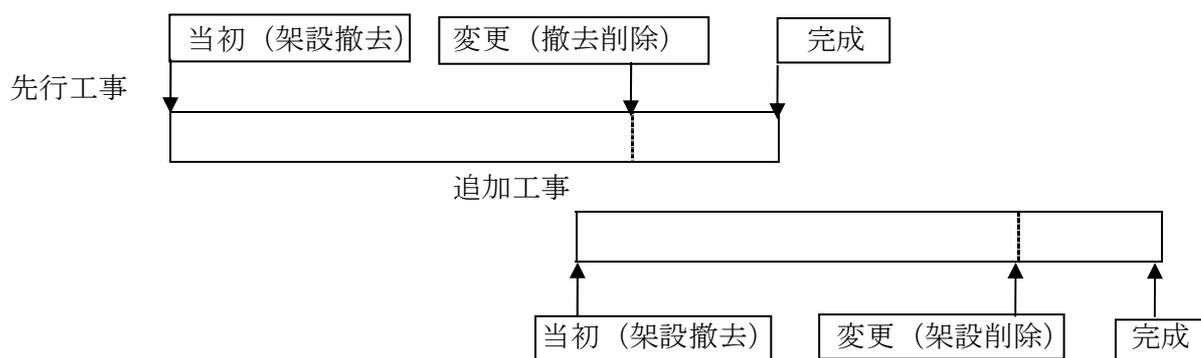 当初（架設撤去）
変更（撤去削除）
完成
先行工事
追加工事
当初（架設撤去）
変更（架設削除）
完成